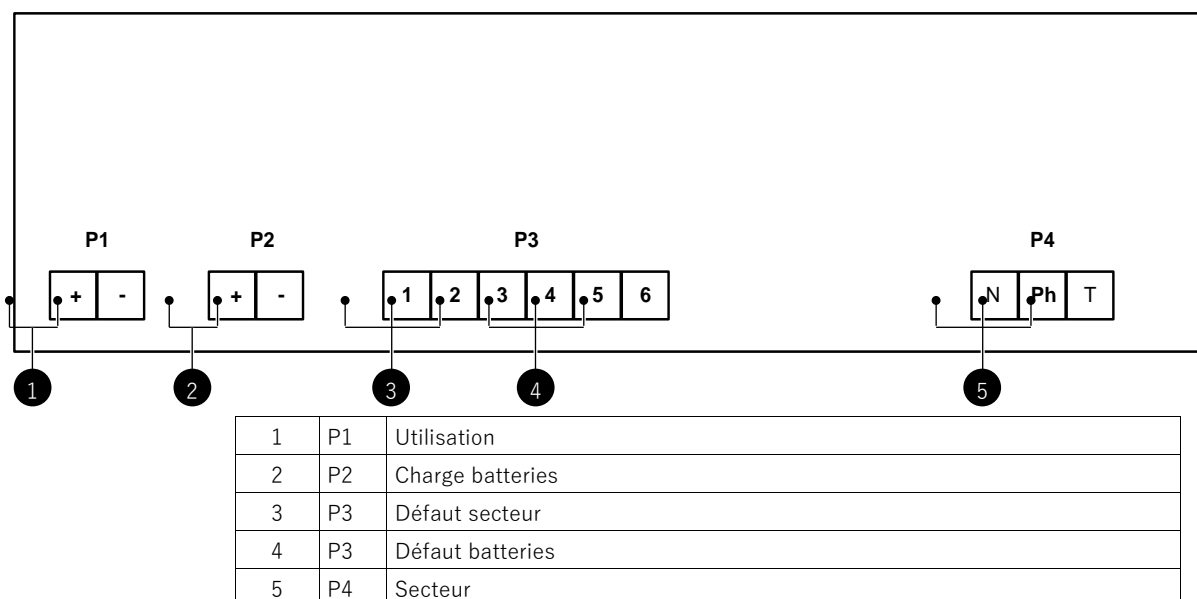 P1 P2 P3 P4
+ - + - 1 2 3 4 5 6 N Ph T
1 2 3 4 5
1 P1 Utilisation
2 P2 Charge batteries
3 P3 Défaut secteur
4 P3 Défaut batteries
5 P4 Secteur